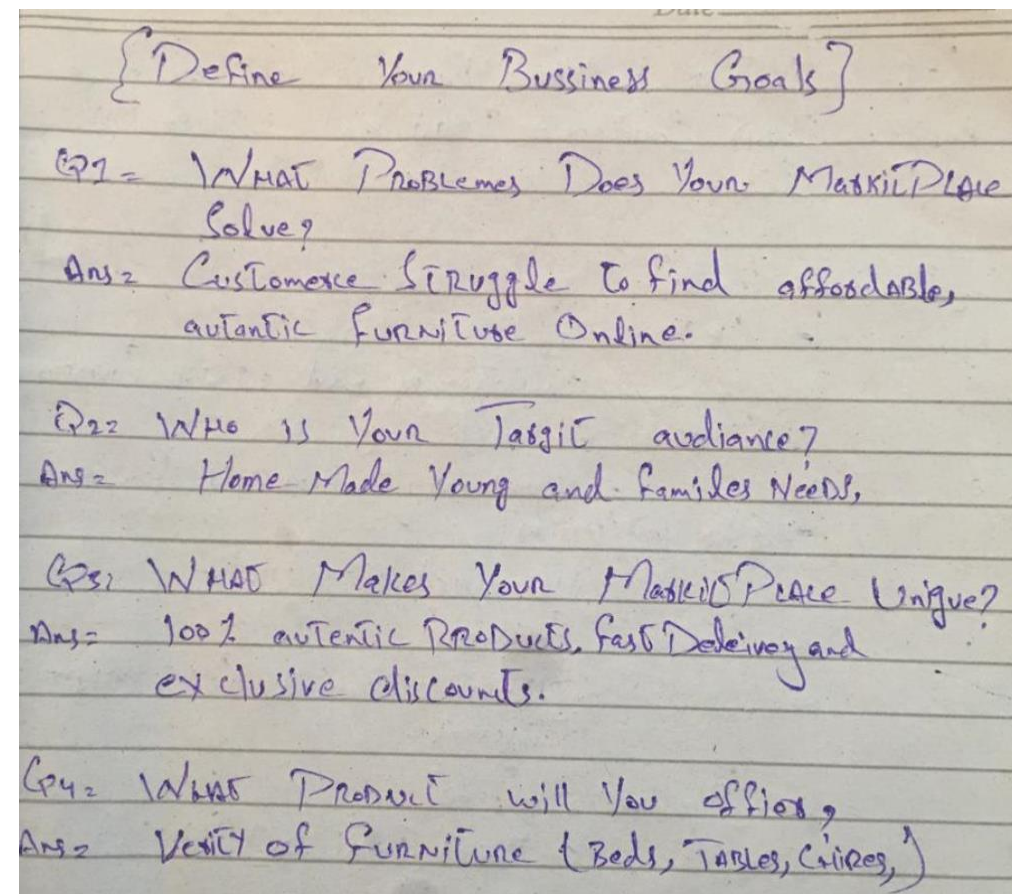 {Define Your Bussiness Goals}
Q1= WHAT PROBLemes Does Your MarkitPlace
Solve?
Ans= Customerce STRUggle to find affordable,
autantic furniture Online.
Q2= WHo is Your Targit audiance?
Ans= Home Made Young and familes Needs,
Q3= WHAT Makes Your MarkitPlace Unique?
Ans= 100% autentic PRODucts, fast Deleivey and
exclusive discounts.
Q4= What Product will You offier?
Ans= Verity of furniture (Beds, Tables, Chires,)